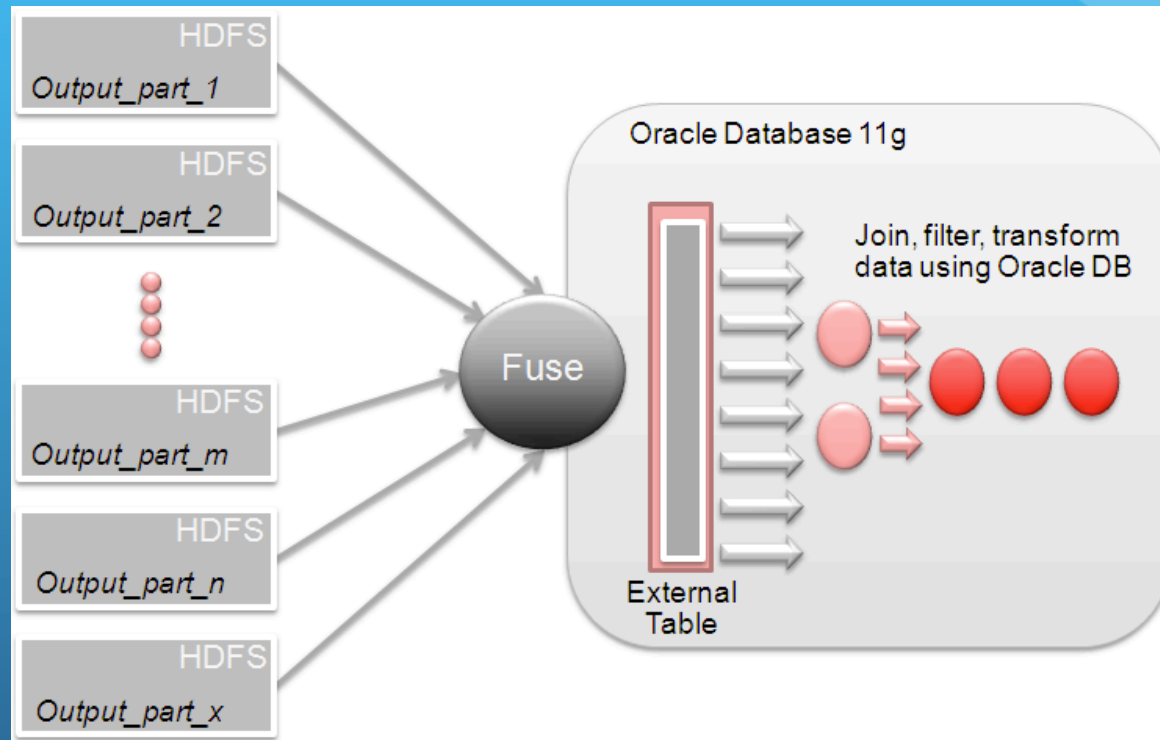 HDFS
Output_part_1
HDFS
Output_part_2
HDFS
Output_part_m
HDFS
Output_part_n
HDFS
Output_part_x
Fuse
Oracle Database 11g
External
Table
Join, filter, transform
data using Oracle DB